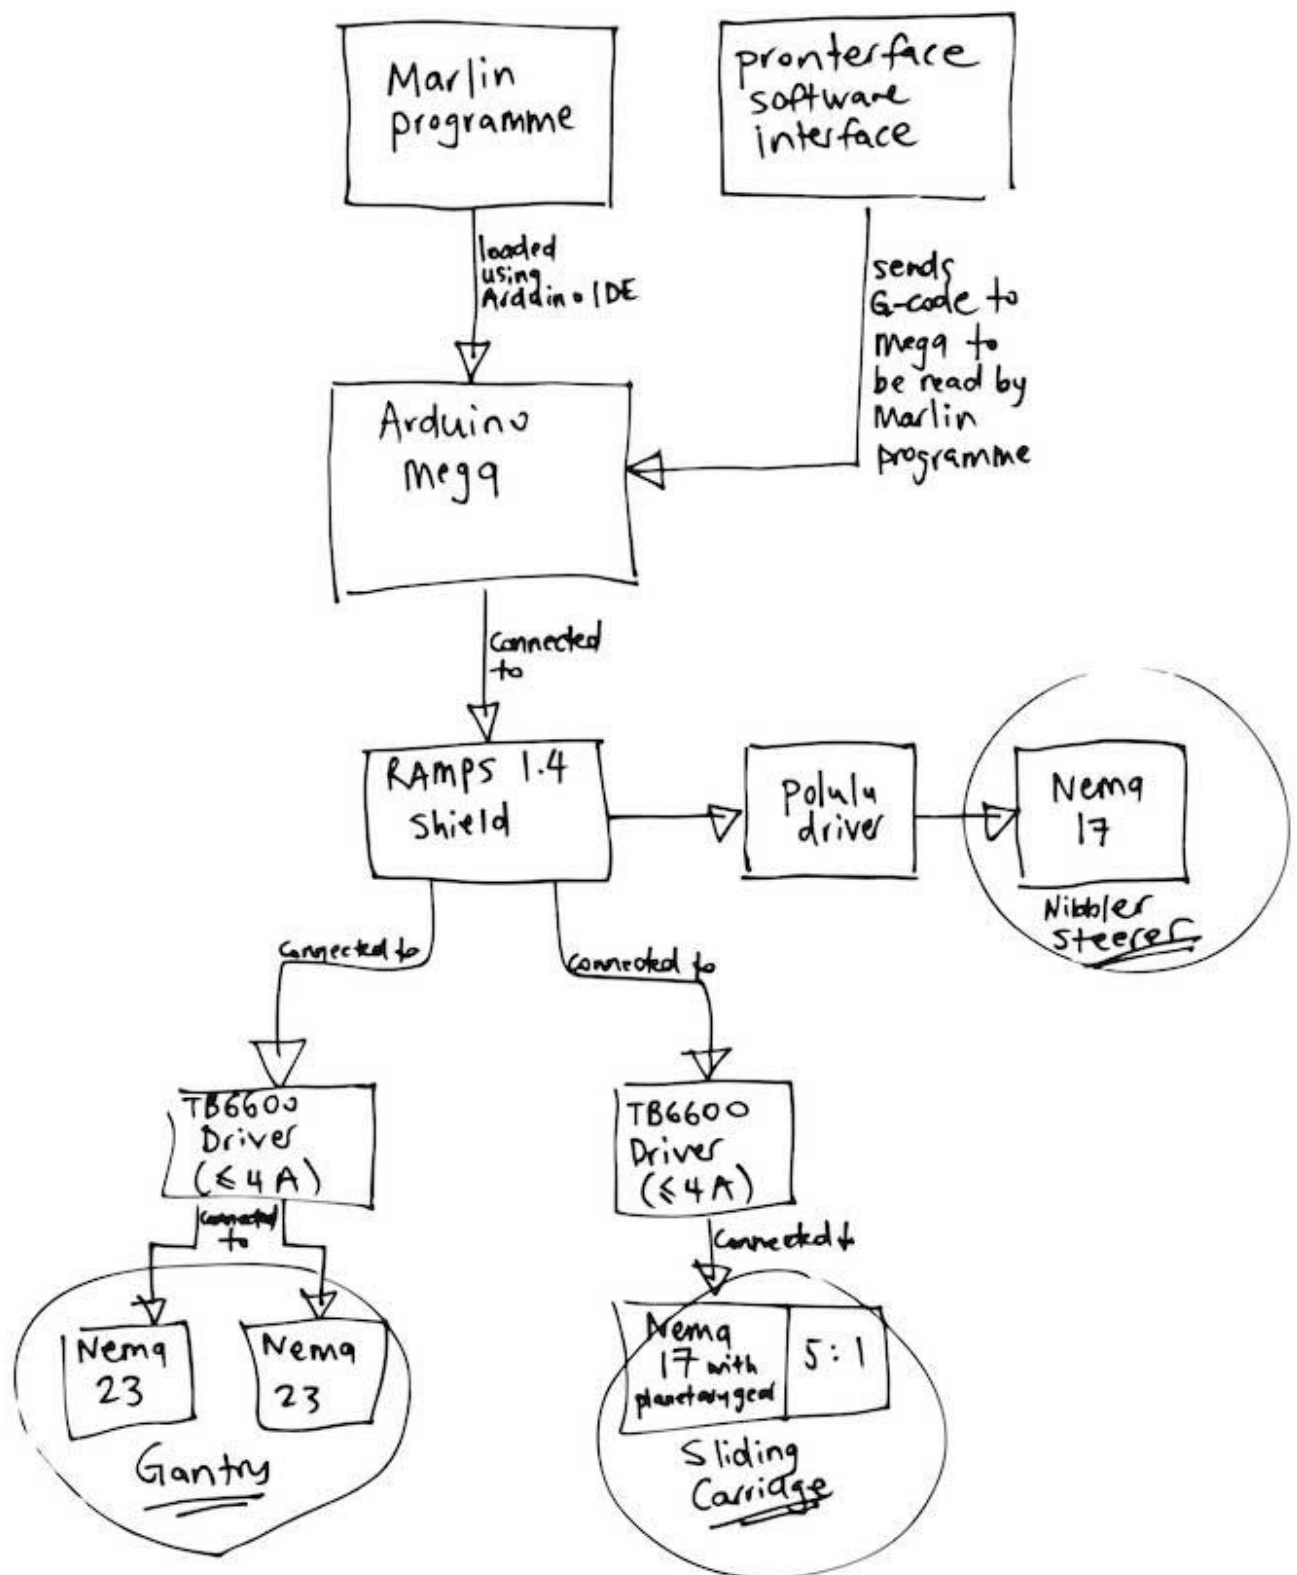 Marlin
programme
pronterface
software
interface
loaded
using
Arddino IDE
sends
G-code to
mega to
be read by
Marlin
programme
Arduino
mega
connected
to
RAMPS 1.4
shield
Polulu
driver
Nema
17
Nibbler
Steerer
connected to
connected to
TB6600
Driver
(≤4A)
TB6600
Driver
(≤4A)
connected
to
connected to
Nema
23
Nema
23
Gantry
Nema
17 with
planetary gear
5:1
Sliding
Carridge